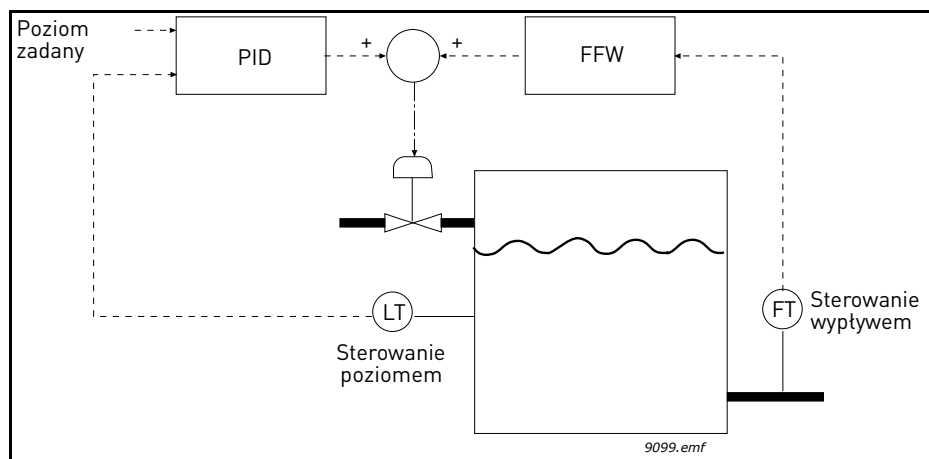 Poziom
zadany
PID
+
+
FFW
LT
Sterowanie
poziomem
FT
Sterowanie
wypływem
9099.emf